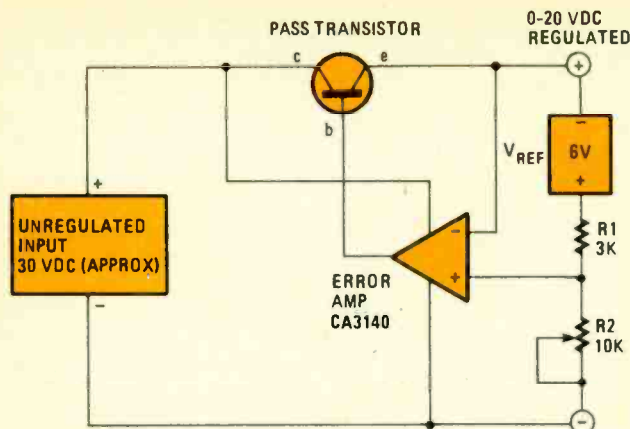 PASS TRANSISTOR
0-20 VDC
REGULATED
c
e
b
+
V REF
−
6V
+
+
UNREGULATED
INPUT
30 VDC (APPROX)
−
−
+
ERROR
AMP
CA3140
R1
3K
R2
10K
−